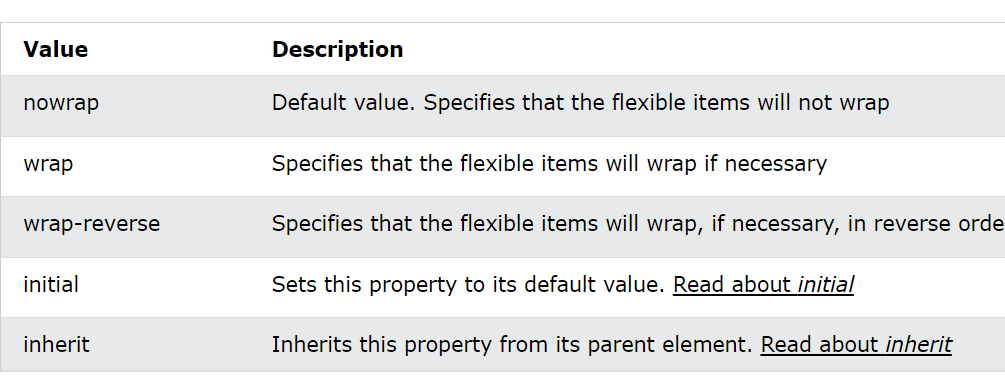 Value Description
nowrap Default value. Specifies that the flexible items will not wrap
wrap Specifies that the flexible items will wrap if necessary
wrap-reverse Specifies that the flexible items will wrap, if necessary, in reverse orde
initial Sets this property to its default value. Read about initial
inherit Inherits this property from its parent element. Read about inherit